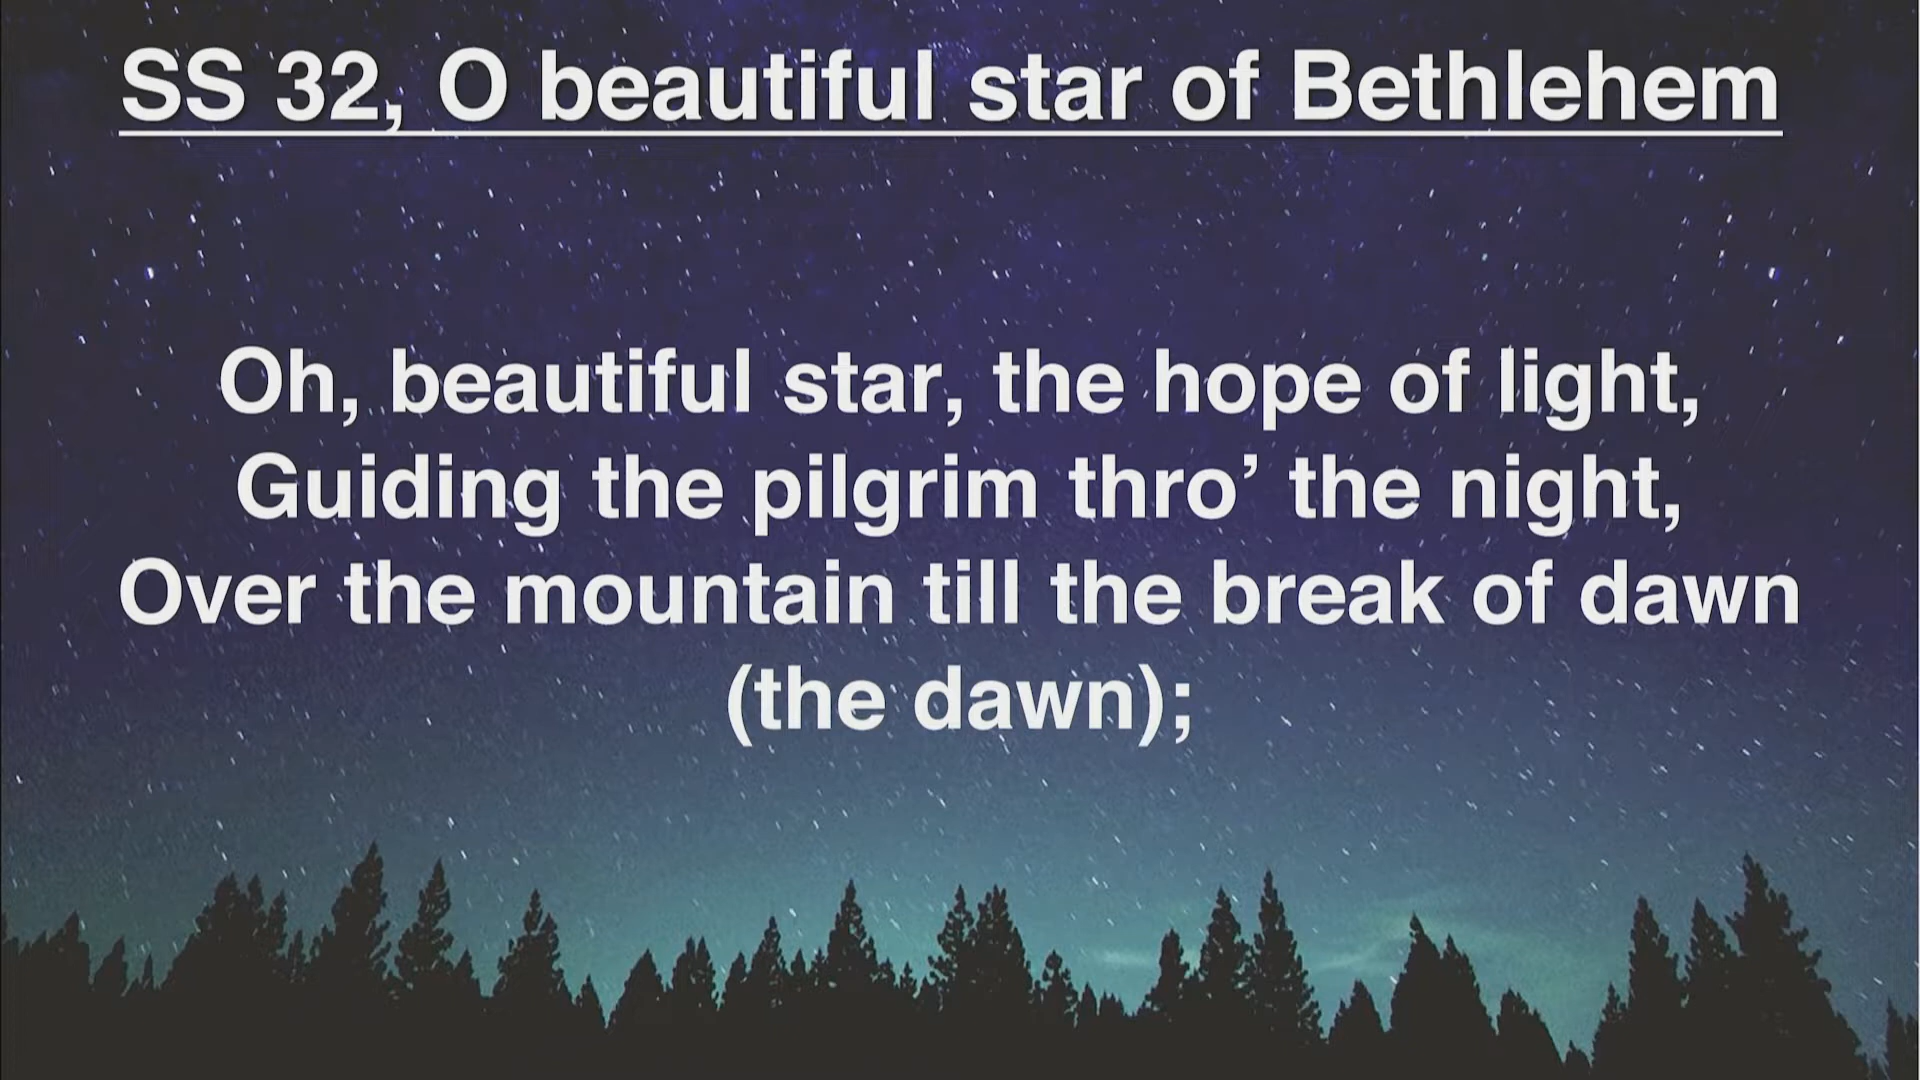 SS 32, O beautiful star of Bethlehem
Oh, beautiful star, the hope of light,
Guiding the pilgrim thro’ the night,
Over the mountain till the break of dawn
(the dawn);